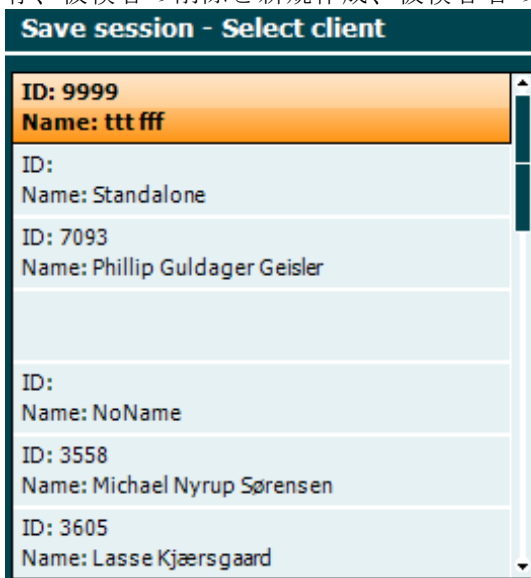 Save session - Select client
ID: 9999
Name: ttt fff
ID:
Name: Standalone
ID: 7093
Name: Phillip Guldager Geisler
ID:
Name: NoName
ID: 3558
Name: Michael Nyrup Sørensen
ID: 3605
Name: Lasse Kjærsgaard